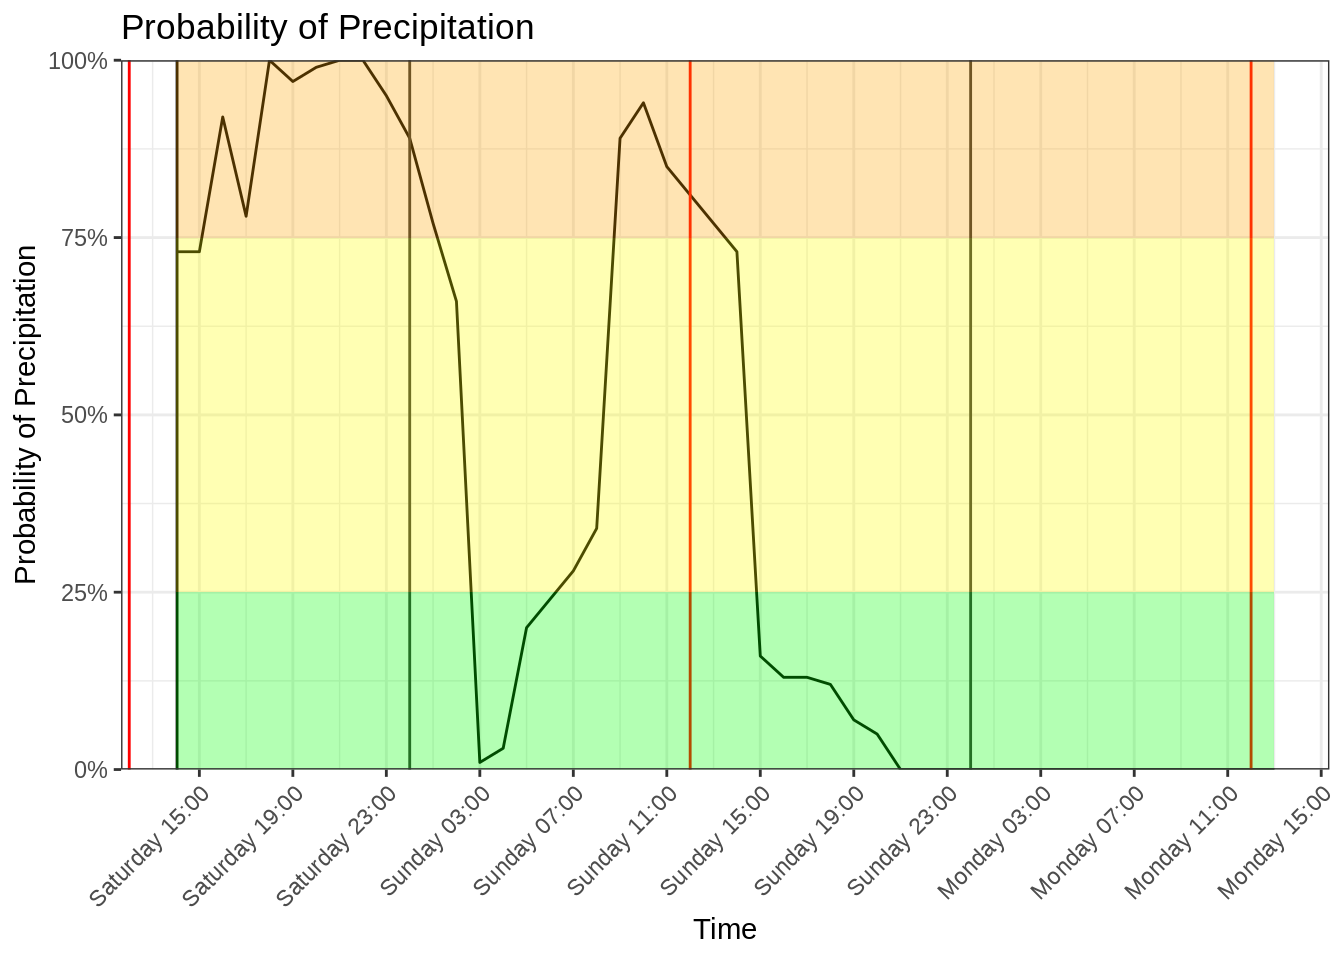 Probability of Precipitation
100%
75%
50%
25%
0%
Probability of Precipitation
Saturday 15:00
Saturday 19:00
Saturday 23:00
Sunday 03:00
Sunday 07:00
Sunday 11:00
Sunday 15:00
Sunday 19:00
Sunday 23:00
Monday 03:00
Monday 07:00
Monday 11:00
Monday 15:00
Time